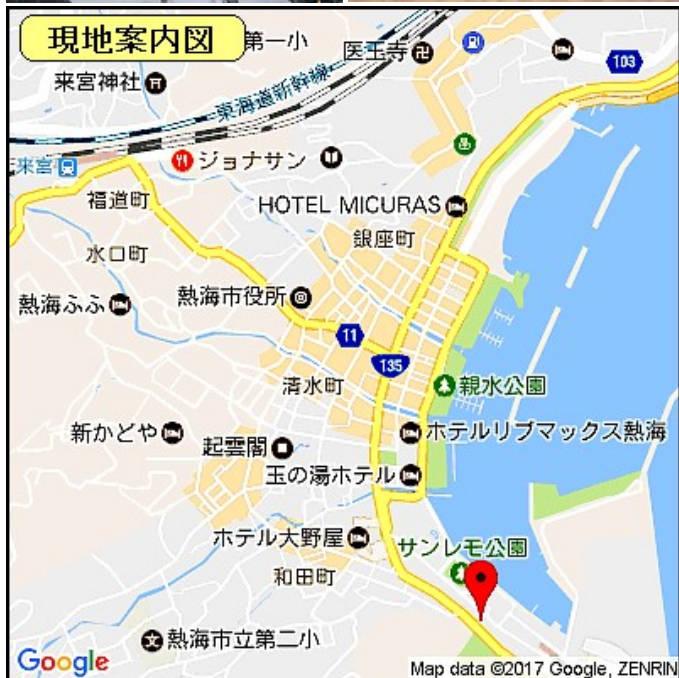 現地案内図
第一小
医王寺
103
来宮神社
東海道新幹線
来宮
ジョナサン
福道町
HOTEL MICURAS
銀座町
水口町
熱海ふふ
熱海市役所
11
135
清水町
親水公園
新かどや
起雲閣
ホテルリブマックス熱海
玉の湯ホテル
ホテル大野屋
サンレモ公園
和田町
熱海市立第二小
Google
Map data ©2017 Google, ZENRIN